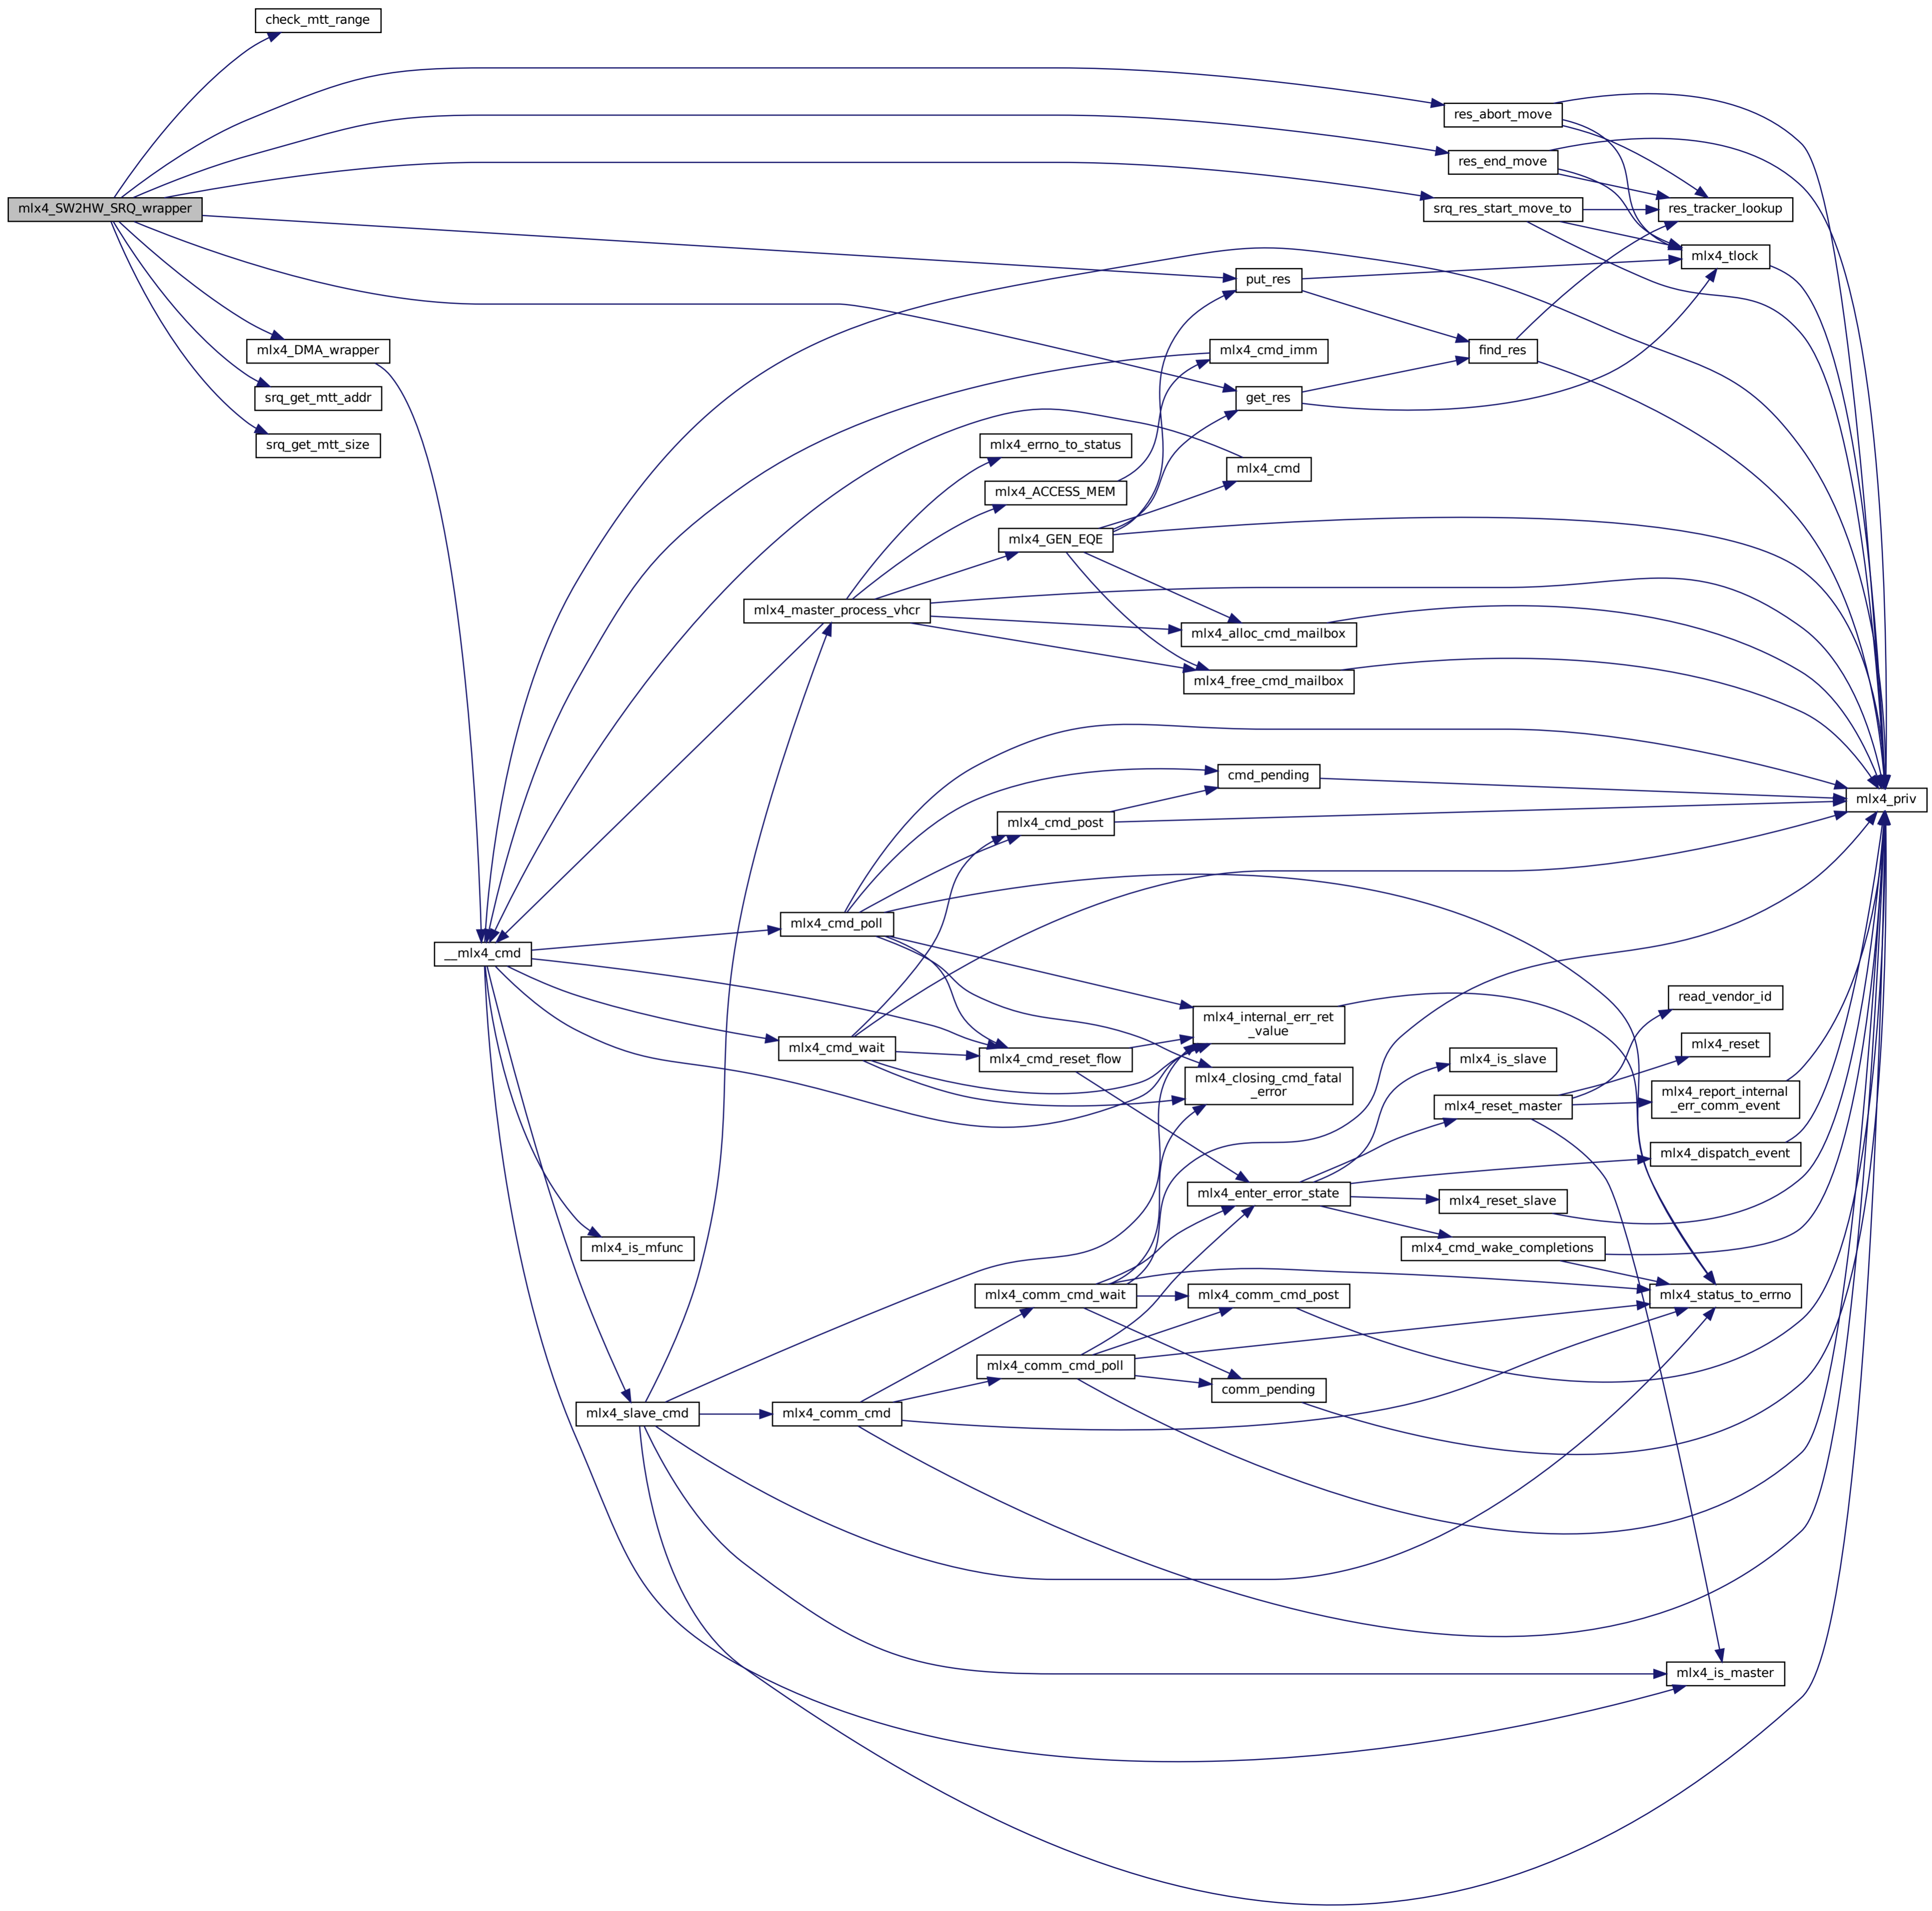 check_mtt_range
res_abort_move
res_end_move
mlx4_SW2HW_SRQ_wrapper
srq_res_start_move_to
res_tracker_lookup
mlx4_tlock
put_res
mlx4_DMA_wrapper
mlx4_cmd_imm
find_res
srq_get_mtt_addr
get_res
srq_get_mtt_size
mlx4_errno_to_status
mlx4_cmd
mlx4_ACCESS_MEM
mlx4_GEN_EQE
mlx4_master_process_vhcr
mlx4_alloc_cmd_mailbox
mlx4_free_cmd_mailbox
cmd_pending
mlx4_priv
mlx4_cmd_post
mlx4_cmd_poll
__mlx4_cmd
read_vendor_id
mlx4_internal_err_ret
_value
mlx4_cmd_wait
mlx4_cmd_reset_flow
mlx4_reset
mlx4_is_slave
mlx4_closing_cmd_fatal
_error
mlx4_report_internal
_err_comm_event
mlx4_reset_master
mlx4_dispatch_event
mlx4_enter_error_state
mlx4_reset_slave
mlx4_is_mfunc
mlx4_cmd_wake_completions
mlx4_comm_cmd_wait
mlx4_comm_cmd_post
mlx4_status_to_errno
mlx4_comm_cmd_poll
comm_pending
mlx4_slave_cmd
mlx4_comm_cmd
mlx4_is_master